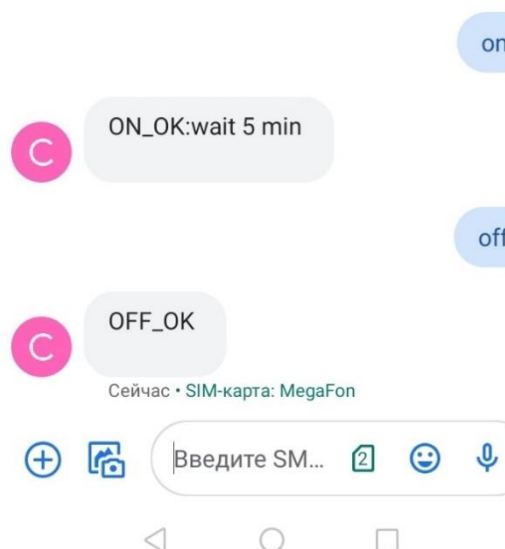 on
C
ON_OK:wait 5 min
off
C
OFF_OK
Сейчас • SIM-карта: MegaFon
Введите SM...
2